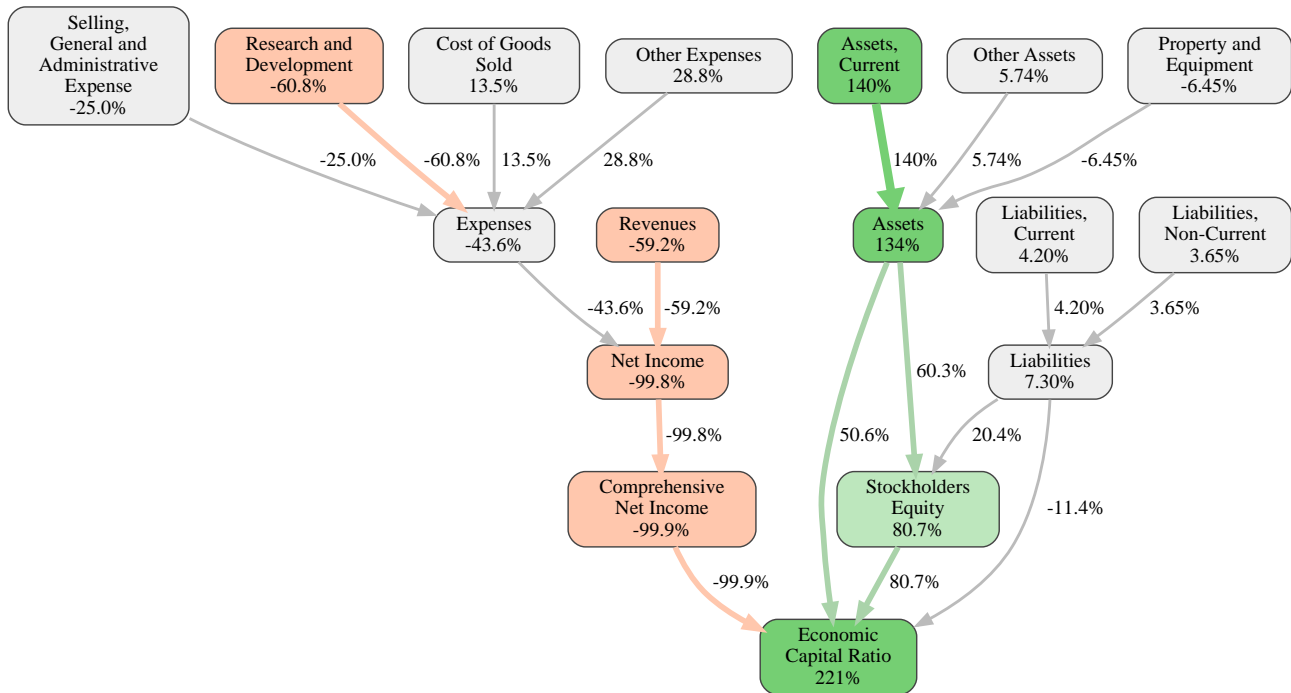 Selling,
General and
Administrative
Expense
-25.0%
Research and
Development
-60.8%
Cost of Goods
Sold
13.5%
Other Expenses
28.8%
Assets,
Current
140%
Other Assets
5.74%
Property and
Equipment
-6.45%
-25.0%
-60.8%
13.5%
28.8%
140%
5.74%
-6.45%
Expenses
-43.6%
Revenues
-59.2%
Assets
134%
Liabilities,
Current
4.20%
Liabilities,
Non-Current
3.65%
-43.6%
-59.2%
4.20%
3.65%
Net Income
-99.8%
60.3%
Liabilities
7.30%
-99.8%
50.6%
20.4%
Comprehensive
Net Income
-99.9%
Stockholders
Equity
80.7%
-11.4%
-99.9%
80.7%
Economic
Capital Ratio
221%